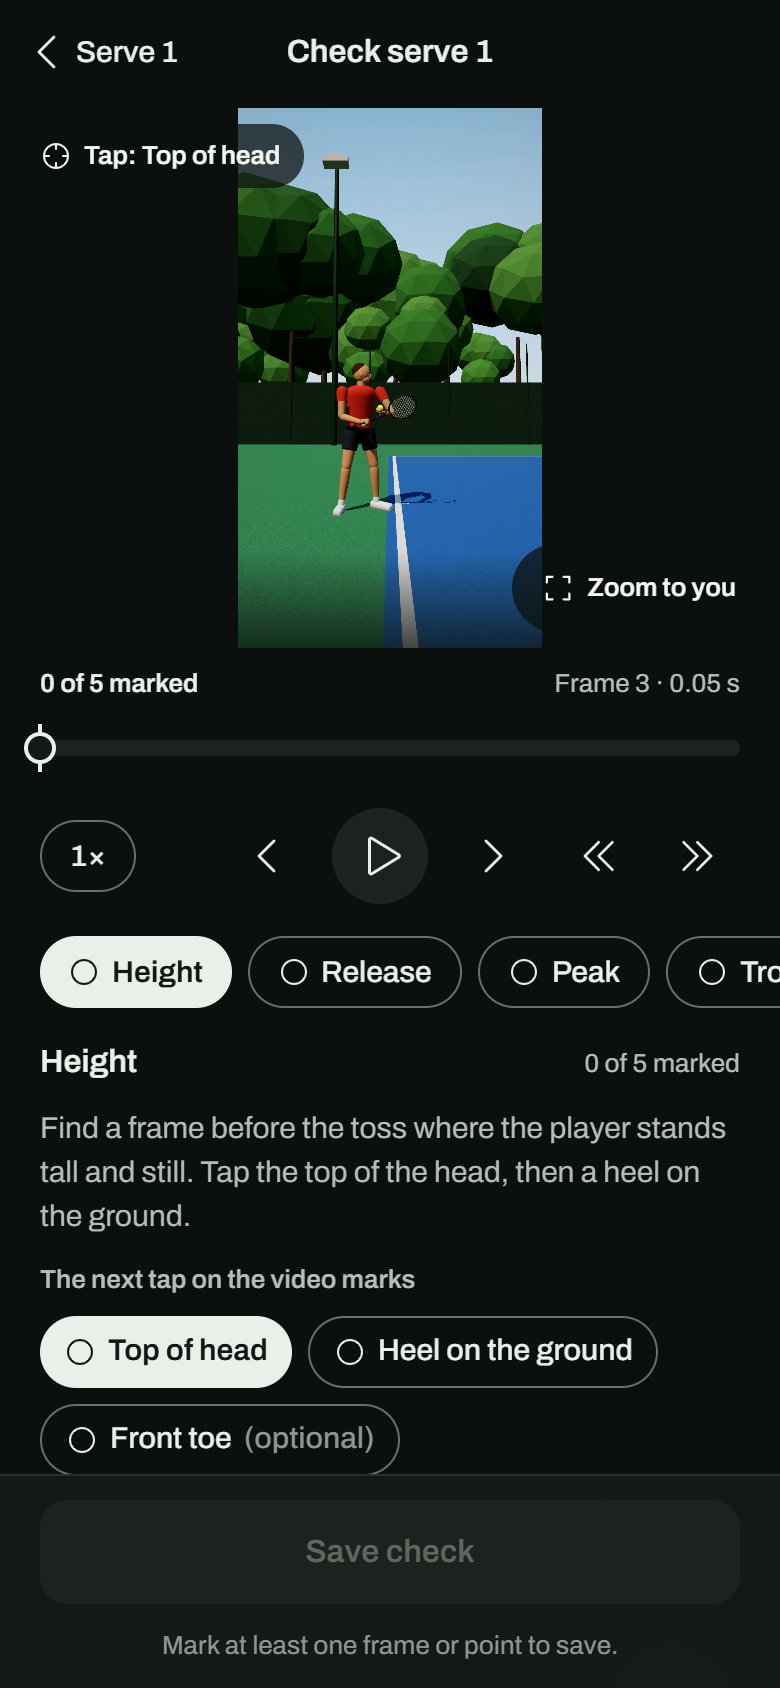 Serve 1
Check serve 1
Tap: Top of head
Zoom to you
0 of 5 marked
Frame 3 · 0.05 s
1×
Height
Release
Peak
Tro
Height
0 of 5 marked
Find a frame before the toss where the player stands
tall and still. Tap the top of the head, then a heel on
the ground.
The next tap on the video marks
Top of head
Heel on the ground
Front toe (optional)
Save check
Mark at least one frame or point to save.